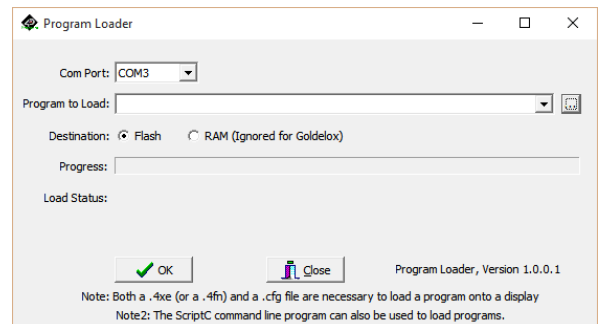 Program Loader
Com Port: COM3
Program to Load:
Destination: Flash RAM (Ignored for Goldelox)
Progress:
Load Status:
OK Close Program Loader, Version 1.0.0.1
Note: Both a .4xe (or a .4fn) and a .cfg file are necessary to load a program onto a display
Note2: The ScriptC command line program can also be used to load programs.